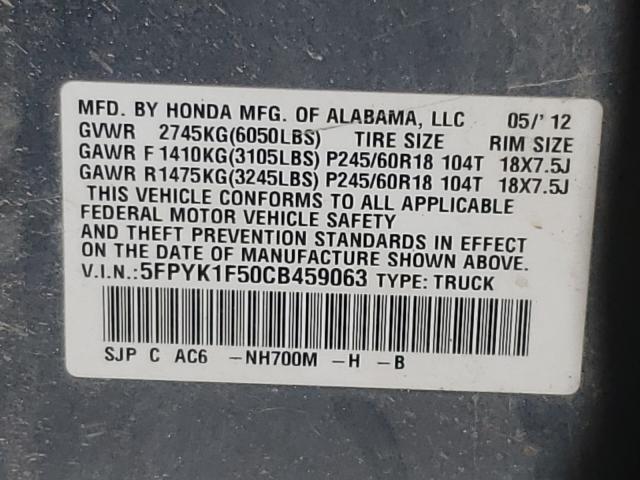 MFD. BY HONDA MFG. OF ALABAMA, LLC 05/'12
GVWR 2745KG(6050LBS) TIRE SIZE RIM SIZE
GAWR F 1410KG(3105LBS) P245/60R18 104T 18X7.5J
GAWR R1475KG(3245LBS) P245/60R18 104T 18X7.5J
THIS VEHICLE CONFORMS TO ALL APPLICABLE
FEDERAL MOTOR VEHICLE SAFETY
AND THEFT PREVENTION STANDARDS IN EFFECT
ON THE DATE OF MANUFACTURE SHOWN ABOVE.
V.I.N.:5FPYK1F50CB459063 TYPE: TRUCK
SJP C AC6 -NH700M -H -B